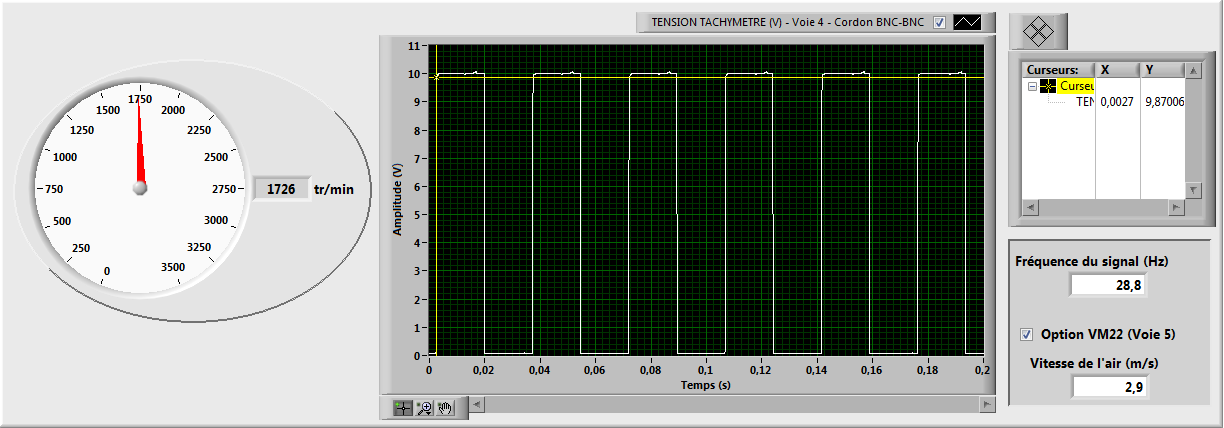 TENSION TACHYMETRE (V) - Voie 4 - Cordon BNC-BNC
1750
1500
2000
1250
2250
1000
2500
750
2750
500
3000
250
3250
0
3500
1726 tr/min
Amplitude (V)
11
10
9
8
7
6
5
4
3
2
1
0
0 0,02 0,04 0,06 0,08 0,1 0,12 0,14 0,16 0,18 0,2
Temps (s)
Curseurs: X Y
Curseu
TEN 0,0027 9,87006
Fréquence du signal (Hz)
28,8
Option VM22 (Voie 5)
Vitesse de l'air (m/s)
2,9